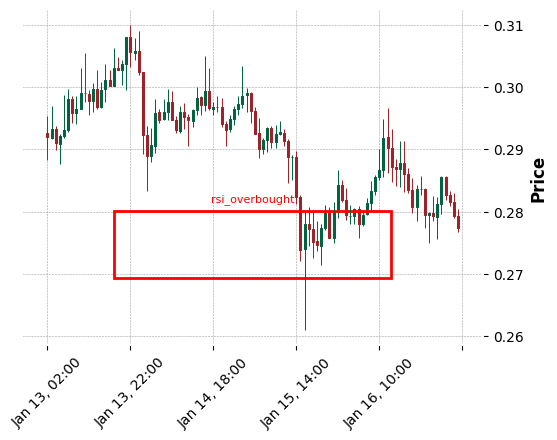 0.31
0.30
0.29
0.28
0.27
0.26
Price
rsi_overbought
Jan 13, 02:00
Jan 13, 22:00
Jan 14, 18:00
Jan 15, 14:00
Jan 16, 10:00